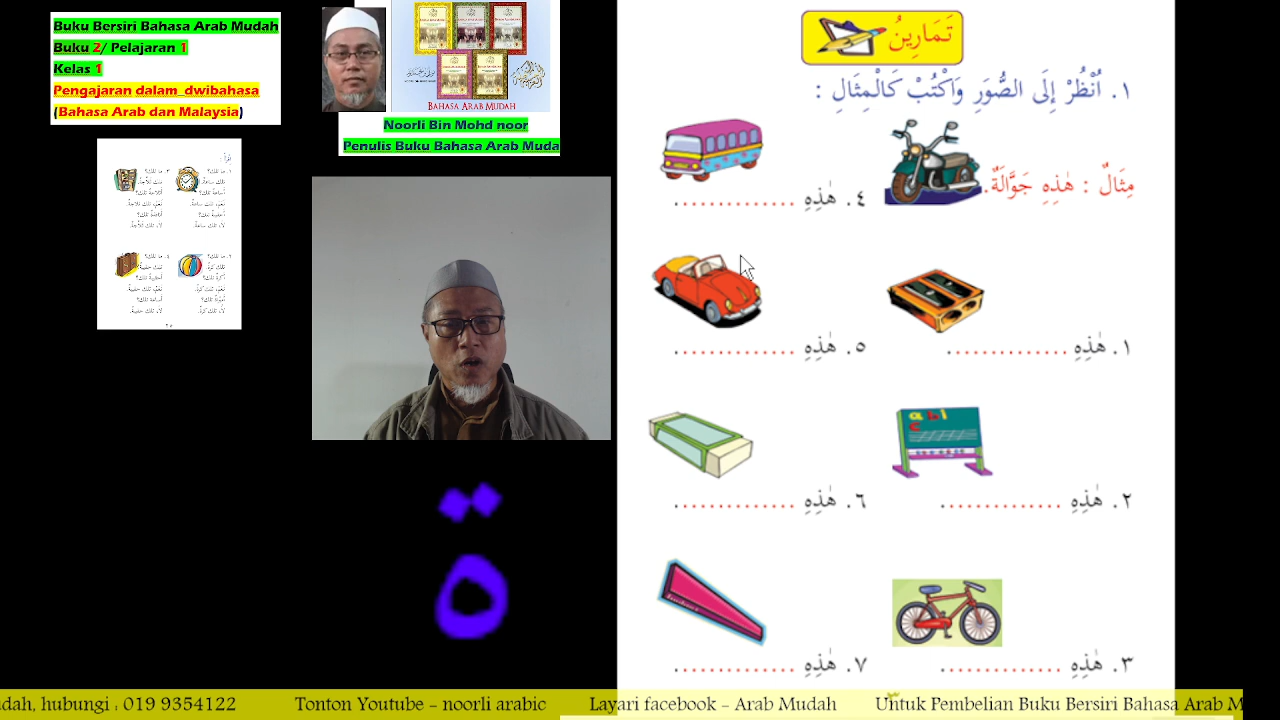 Buku Bersiri Bahasa Arab Mudah
Buku 2/ Pelajaran 1
Kelas 1
Pengajaran dalam dwibahasa
(Bahasa Arab dan Malaysia)
BAHASA ARAB MUDAH
Noorli Bin Mohd noor
Penulis Buku Bahasa Arab Muda
تَمَارِينُ
١. اُنْظُرْ إِلَى الصُّوَرِ وَاكْتُبْ كَالْمِثَالِ :
مِثَالٌ : هٰذِهِ جَوَّالَةٌ.
١. هٰذِهِ ..............
٢. هٰذِهِ ..............
٣. هٰذِهِ ..............
٤. هٰذِهِ ..............
٥. هٰذِهِ ..............
٦. هٰذِهِ ..............
٧. هٰذِهِ ..............
ة
udah, hubungi : 019 9354122 Tonton Youtube - noorli arabic Layari facebook - Arab Mudah Untuk Pembelian Buku Bersiri Bahasa Arab M